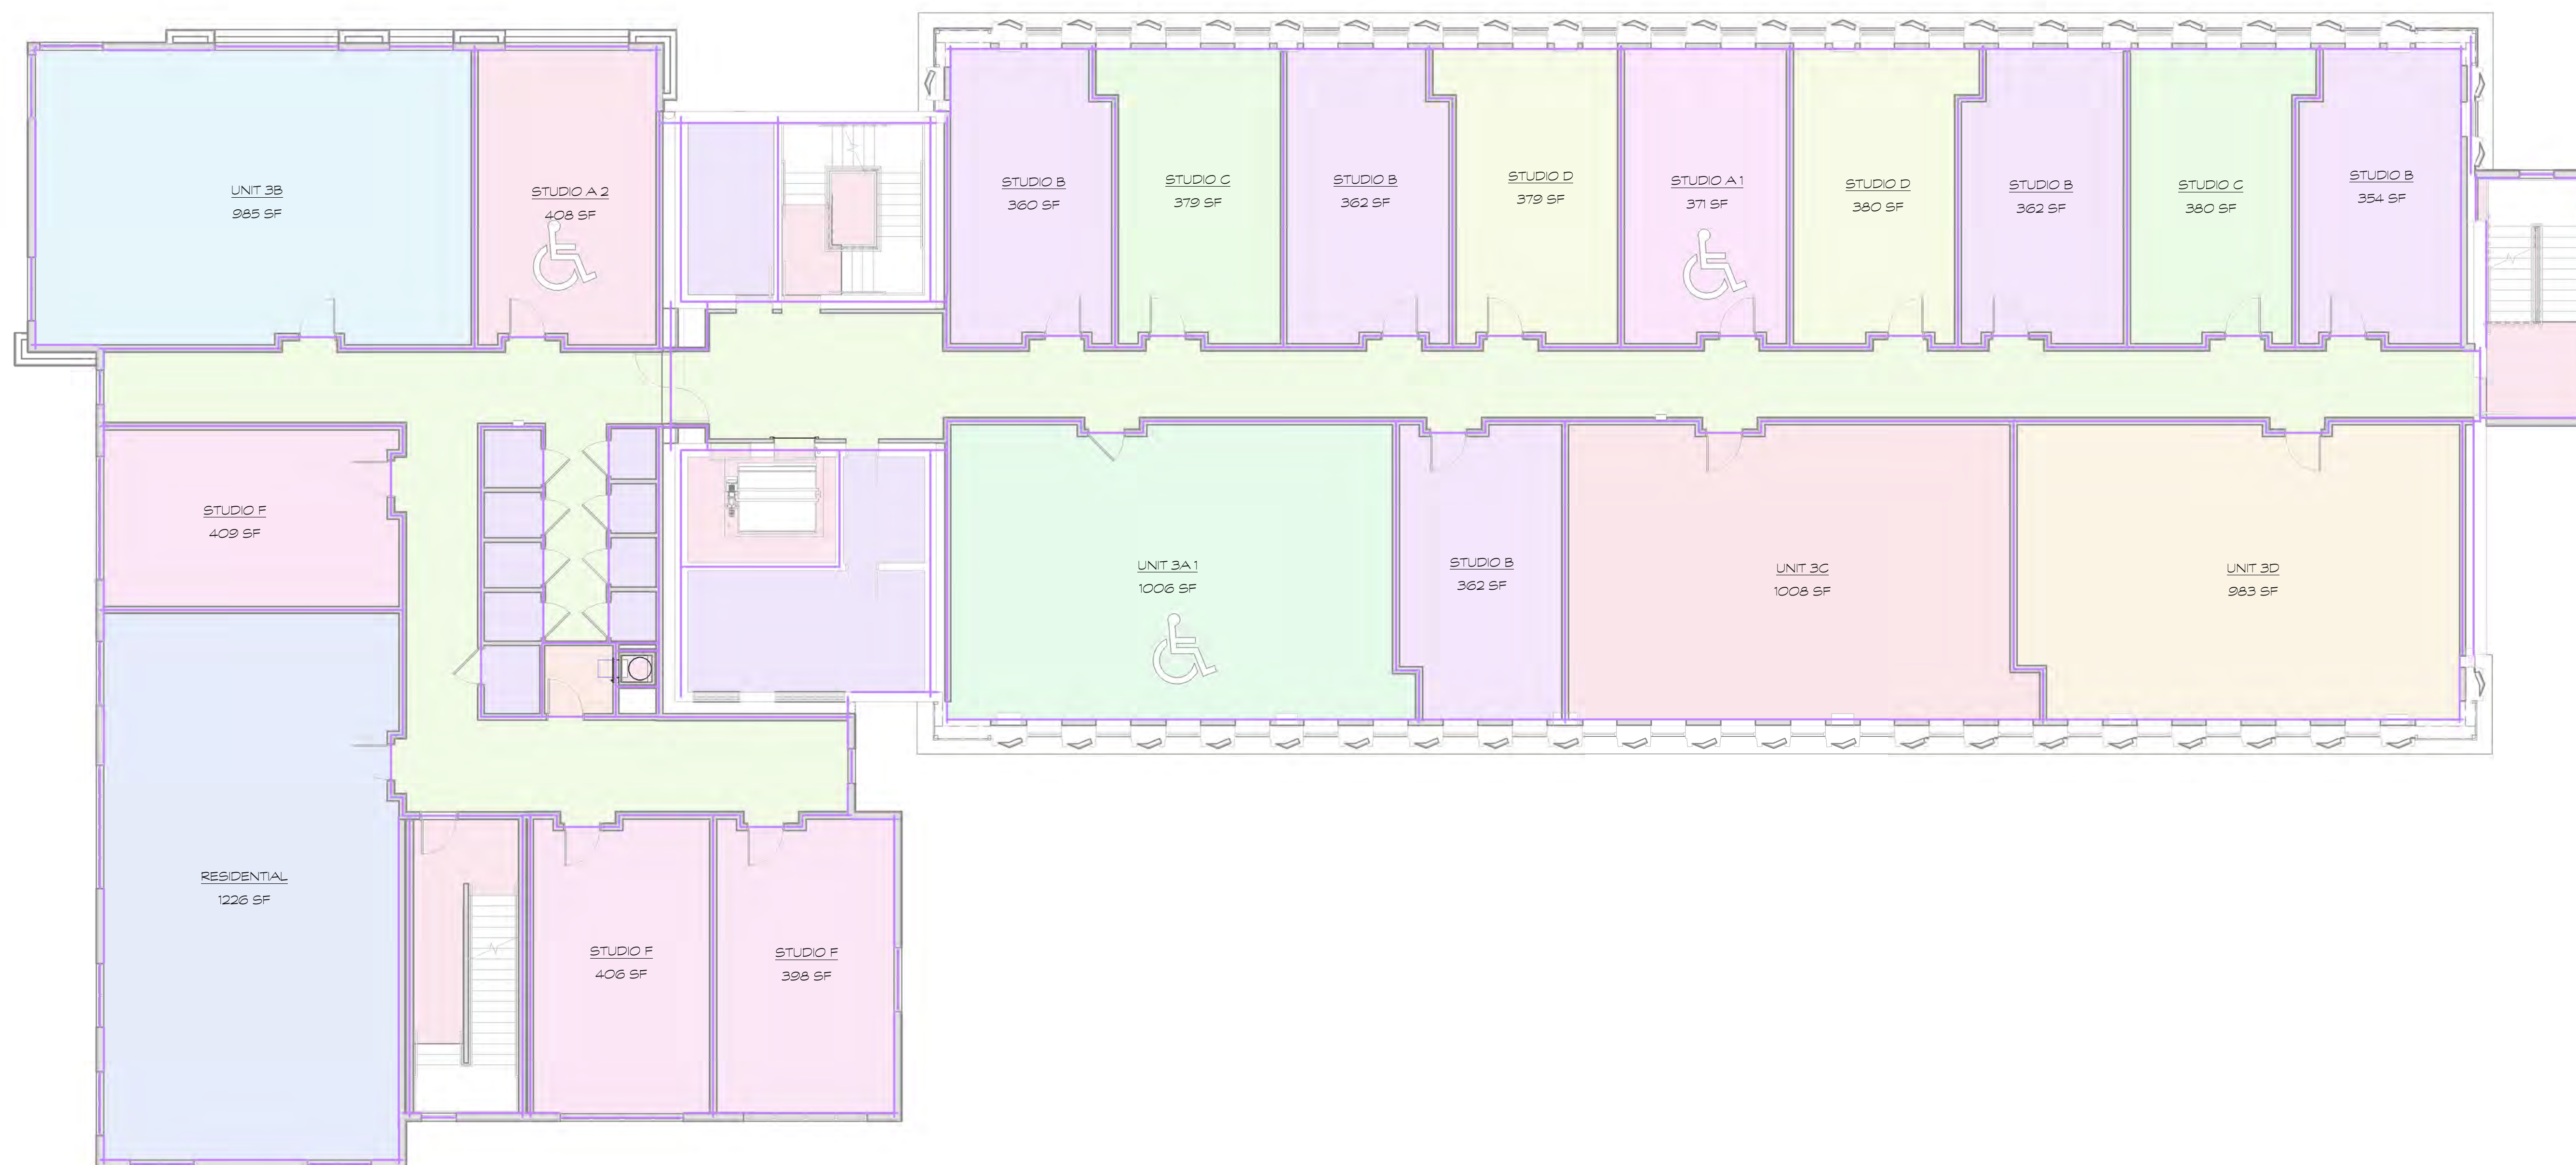 UNIT 3B
985 SF
STUDIO A 2
408 SF
STUDIO B
360 SF
STUDIO C
379 SF
STUDIO B
362 SF
STUDIO D
379 SF
STUDIO A 1
371 SF
STUDIO D
380 SF
STUDIO B
362 SF
STUDIO C
380 SF
STUDIO B
354 SF
STUDIO F
409 SF
UNIT 3A 1
1006 SF
STUDIO B
362 SF
UNIT 3C
1008 SF
UNIT 3D
983 SF
RESIDENTIAL
1226 SF
STUDIO F
406 SF
STUDIO F
398 SF